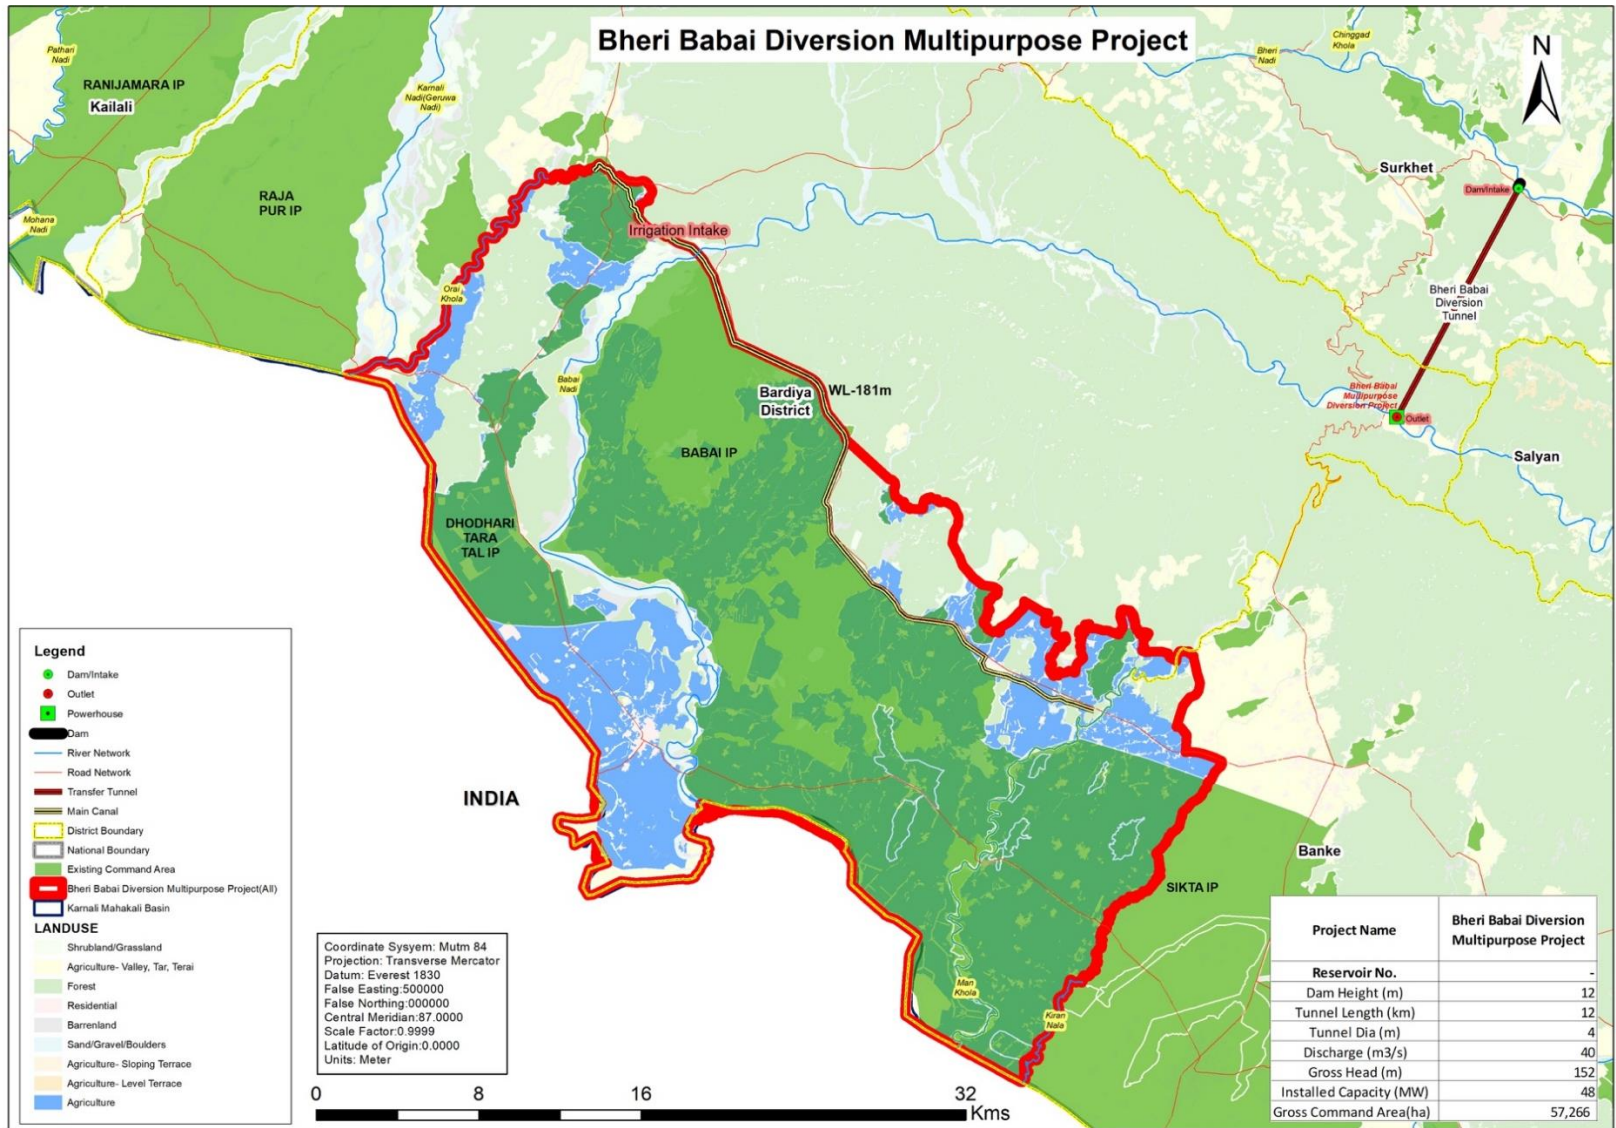 Bheri Babai Diversion Multipurpose Project
N
Pathari
Nadi
RANIJAMARA IP
Kailali
Karnali
Nadi(Geruwa
Nadi)
Bheri
Nadi
Chinggad
Khola
Surkhet
Dam/Intake
RAJA
PUR IP
Mohana
Nadi
Irrigation Intake
Orai
Khola
Bheri Babai
Diversion
Tunnel
Babai
Nadi
Bardiya
District
WL-181m
Bheri Babai
Multipurpose
Diversion Project
Outlet
BABAI IP
Salyan
DHODHARI
TARA
TAL IP
INDIA
Banke
SIKTA IP
Man
Khola
Kiran
Nala
Legend
Dam/Intake
Outlet
Powerhouse
Dam
River Network
Road Network
Transfer Tunnel
Main Canal
District Boundary
National Boundary
Existing Command Area
Bheri Babai Diversion Multipurpose Project(All)
Karnali Mahakali Basin
LANDUSE
Shrubland/Grassland
Agriculture- Valley, Tar, Terai
Forest
Residential
Barrenland
Sand/Gravel/Boulders
Agriculture- Sloping Terrace
Agriculture- Level Terrace
Agriculture
Coordinate Sysyem: Mutm 84
Projection: Transverse Mercator
Datum: Everest 1830
False Easting:500000
False Northing:000000
Central Meridian:87.0000
Scale Factor:0.9999
Latitude of Origin:0.0000
Units: Meter
0 8 16 32
Kms
Project Name Bheri Babai Diversion
Multipurpose Project
Reservoir No. -
Dam Height (m) 12
Tunnel Length (km) 12
Tunnel Dia (m) 4
Discharge (m3/s) 40
Gross Head (m) 152
Installed Capacity (MW) 48
Gross Command Area(ha) 57,266